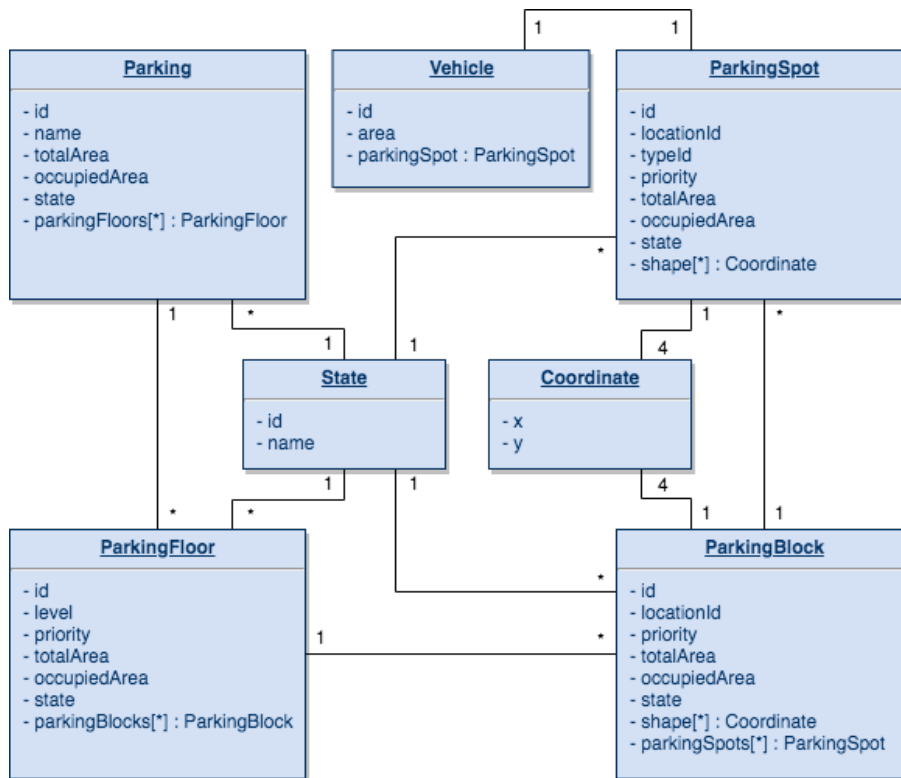 1
1
Parking
- id
- name
- totalArea
- occupiedArea
- state
- parkingFloors[*] : ParkingFloor
Vehicle
- id
- area
- parkingSpot : ParkingSpot
ParkingSpot
- id
- locationId
- typeId
- priority
- totalArea
- occupiedArea
- state
- shape[*] : Coordinate
*
1
*
1
*
1
1
4
State
- id
- name
Coordinate
- x
- y
1
1
4
*
*
1
1
ParkingFloor
- id
- level
- priority
- totalArea
- occupiedArea
- state
- parkingBlocks[*] : ParkingBlock
*
1
*
ParkingBlock
- id
- locationId
- priority
- totalArea
- occupiedArea
- state
- shape[*] : Coordinate
- parkingSpots[*] : ParkingSpot